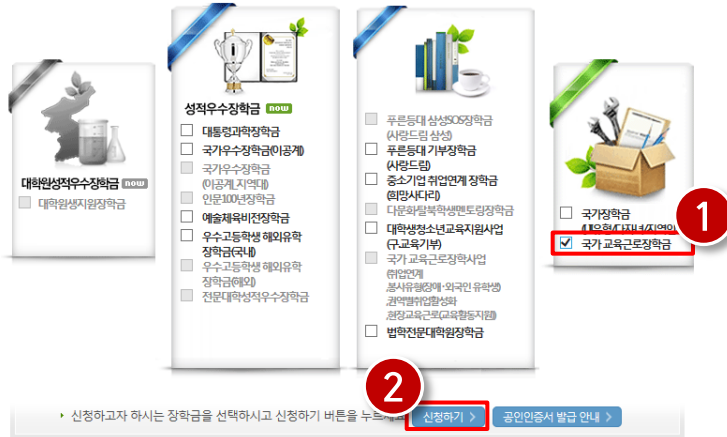 대학원성적우수장학금 now
대학원생지원장학금
성적우수장학금 now
대통령과학장학금
국가우수장학금(이공계)
국가우수장학금
(이공계_지역대)
인문100년장학금
예술체육비전장학금
우수고등학생 해외유학
장학금(국내)
우수고등학생 해외유학
장학금(해외)
전문대학성적우수장학금
푸른등대 삼성SOS장학금
(사랑드림 삼성)
푸른등대 기부장학금
(사랑드림)
중소기업 취업연계 장학금
(희망사다리)
다문화탈북학생멘토링장학금
대학생청소년교육지원사업
(구.교육기부)
국가 교육근로장학사업
(취업연계
,봉사유형(장애·외국인 유학생)
,권역별취업활성화
,현장교육근로(교육활동지원))
법학전문대학원장학금
국가장학금
(I,II유형/다자녀/지역인
국가 교육근로장학금
1
2
신청하고자 하시는 장학금을 선택하시고 신청하기 버튼을 누르세요
신청하기 >
공인인증서 발급 안내 >